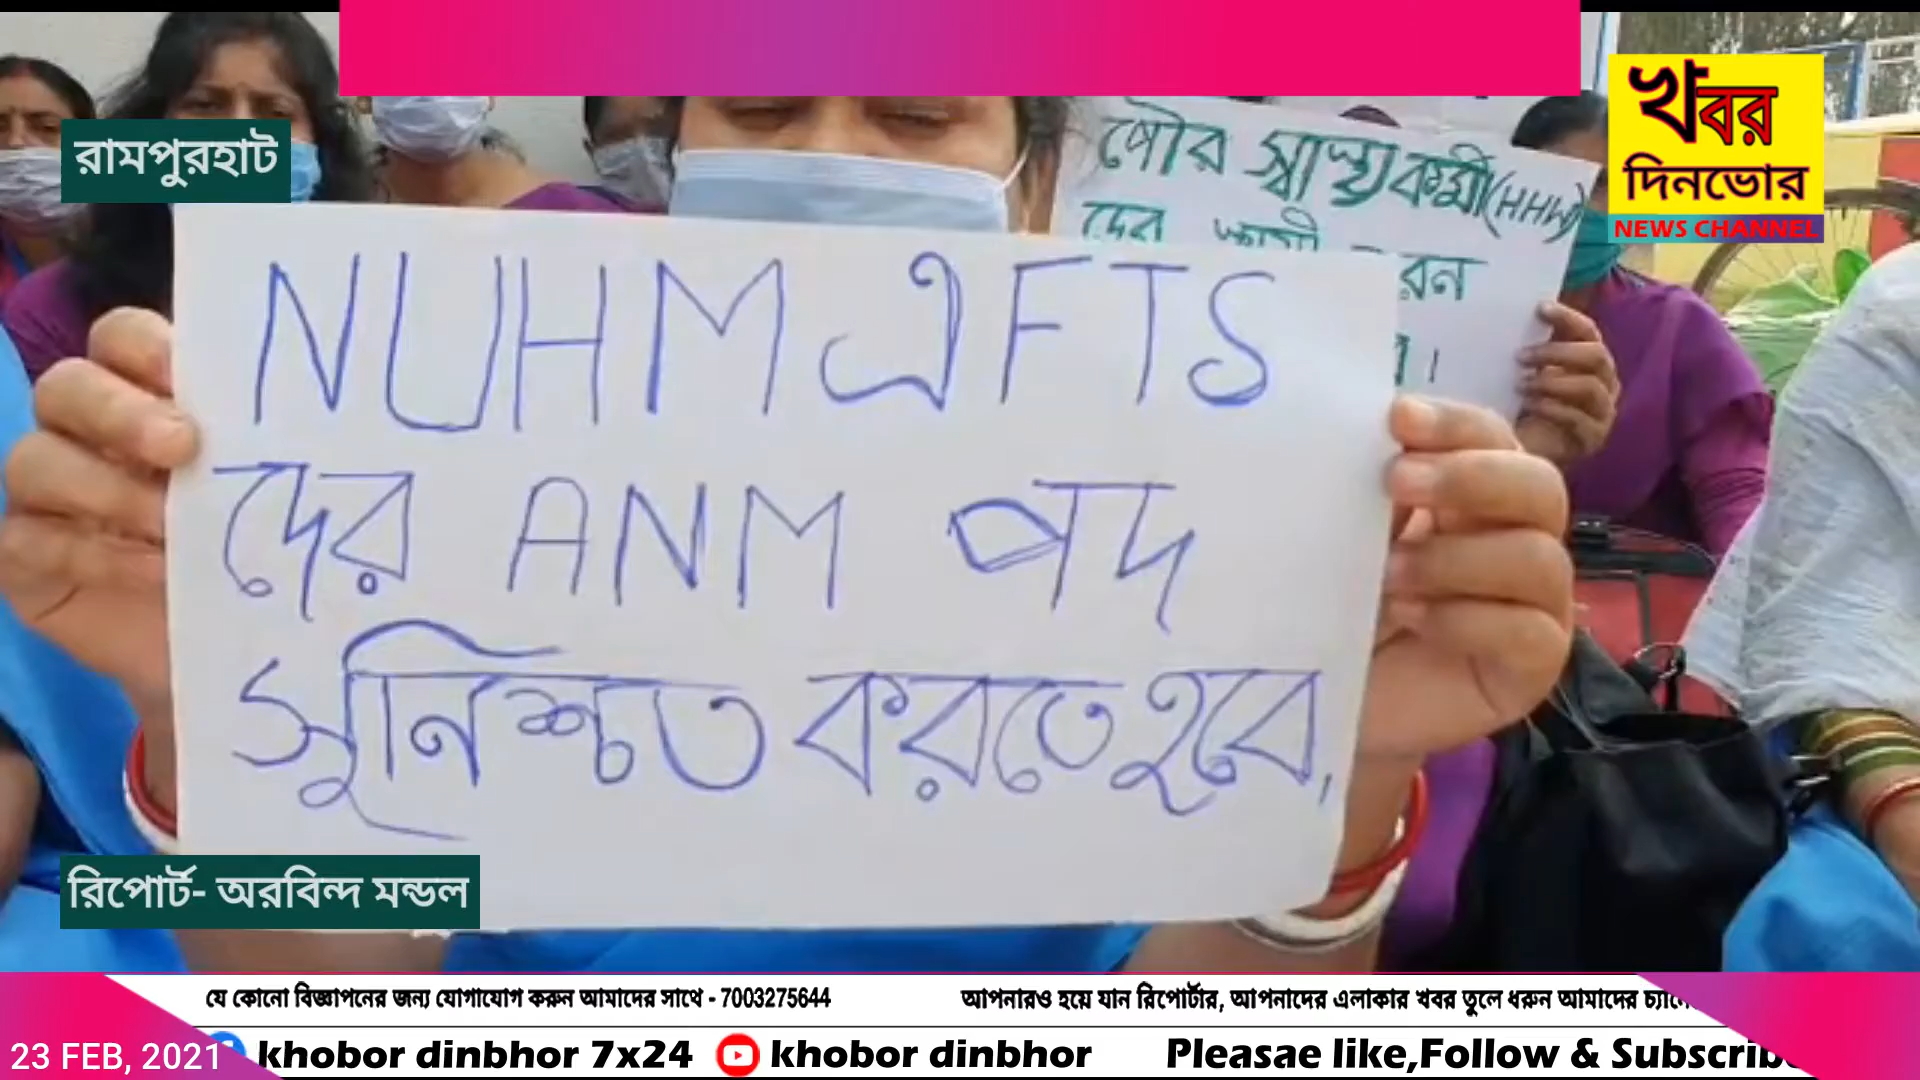 রামপুরহাট
খবর
দিনভোর
NEWS CHANNEL
পৌর স্বাস্থ্যকর্মী(HHW)
দের
রন
NUHM এ FTS
দের ANM পদ
সুনিশ্চিত করতে হবে,
রিপোর্ট- অরবিন্দ মন্ডল
যে কোনো বিজ্ঞাপনের জন্য যোগাযোগ করুন আমাদের সাথে - 7003275644
আপনারও হয়ে যান রিপোর্টার, আপনাদের এলাকার খবর তুলে ধরুন আমাদের
23 FEB, 2021
khobor dinbhor 7x24
khobor dinbhor
Pleasae like,Follow & Subscrib